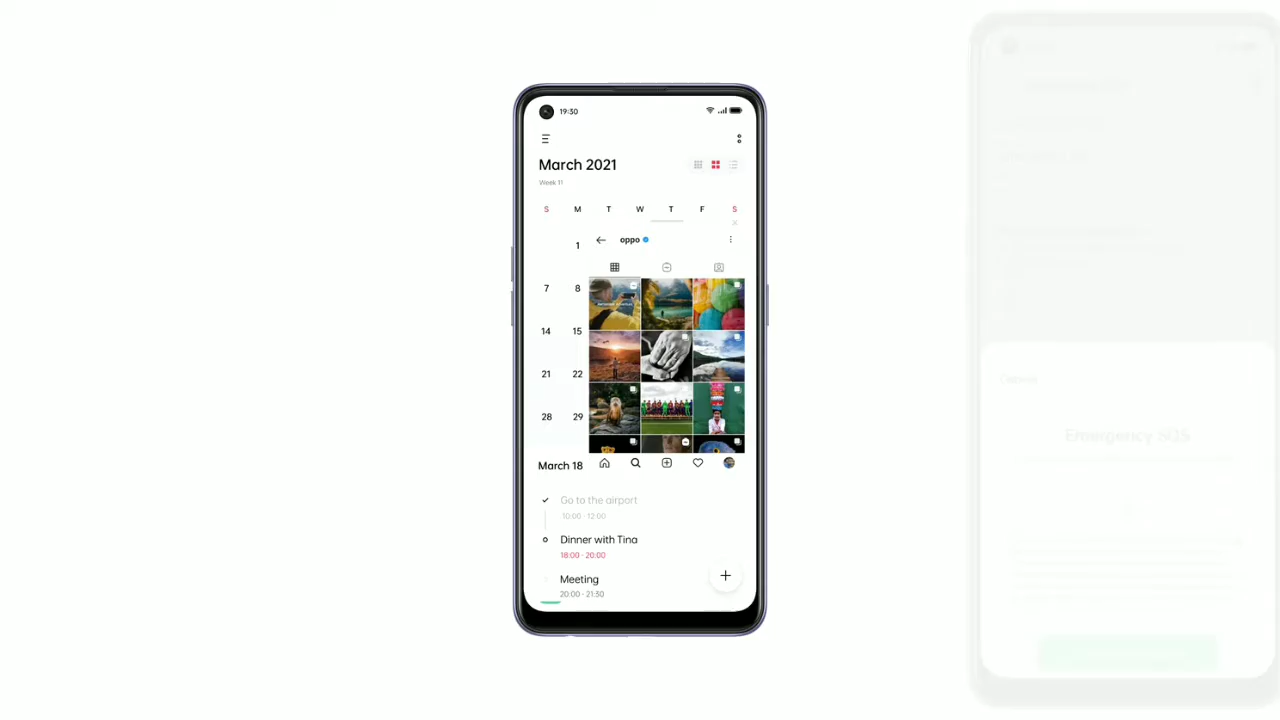 19:30
March 2021
Week 11
S M T W T F S
1
oppo
7 8
14 15
21 22
28 29
March 18
Go to the airport
10:00 - 12:00
Dinner with Tina
18:00 - 20:00
Meeting
20:00 - 21:30
Emergency SOS